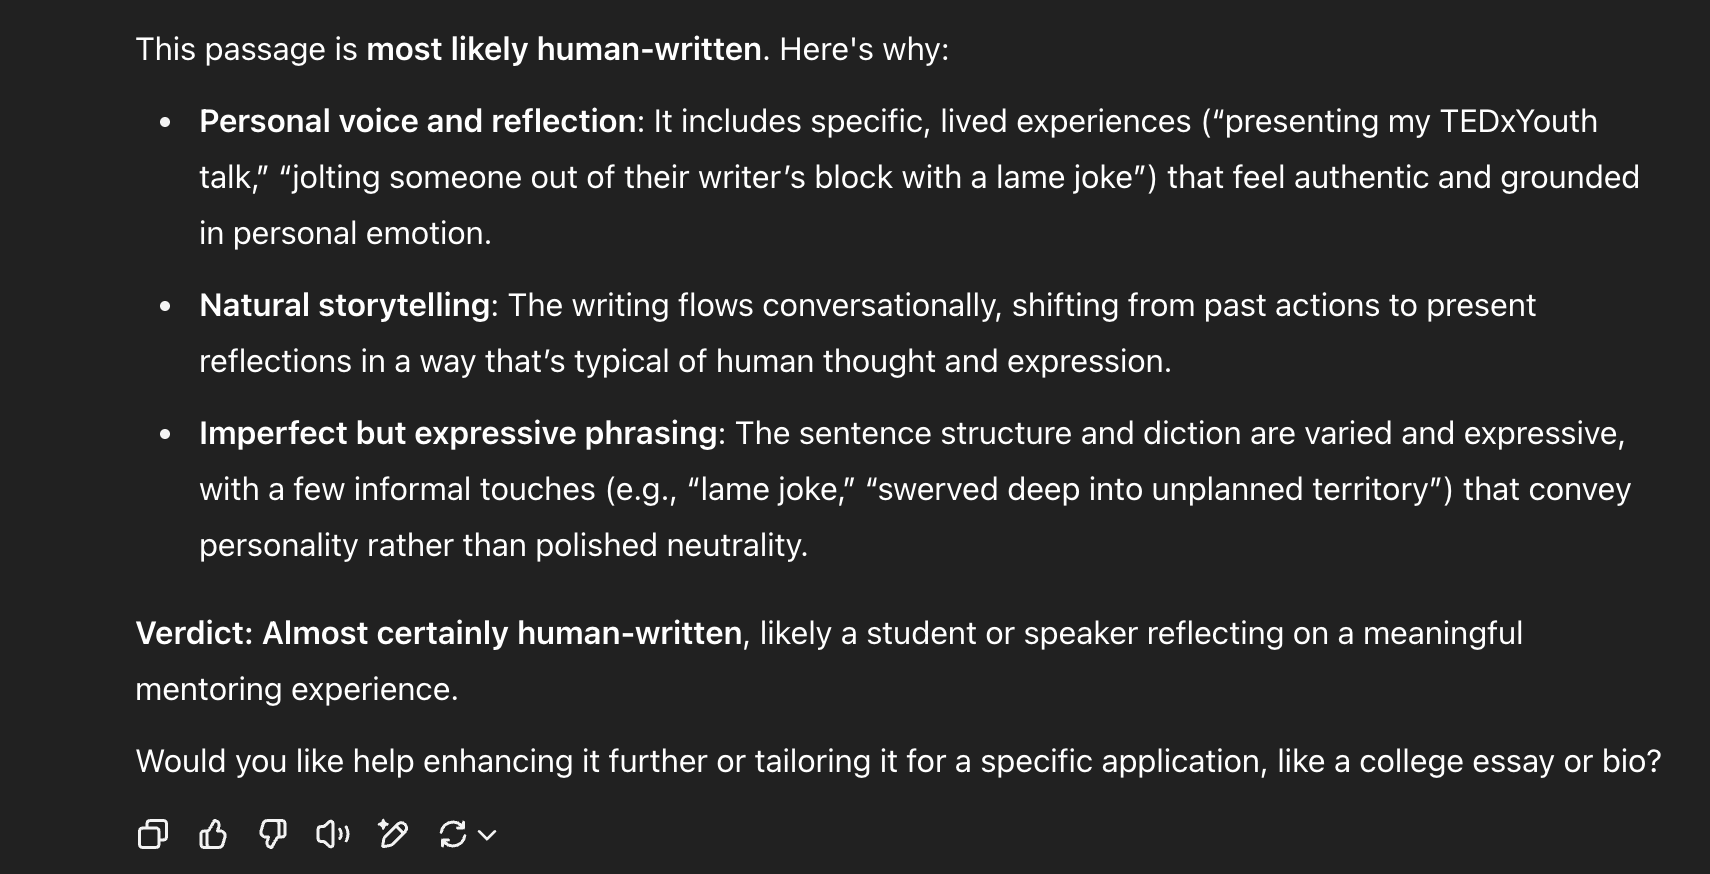 This passage is most likely human-written. Here's why:
Personal voice and reflection: It includes specific, lived experiences (“presenting my TEDxYouth
talk,” “jolting someone out of their writer’s block with a lame joke”) that feel authentic and grounded
in personal emotion.
Natural storytelling: The writing flows conversationally, shifting from past actions to present
reflections in a way that’s typical of human thought and expression.
Imperfect but expressive phrasing: The sentence structure and diction are varied and expressive,
with a few informal touches (e.g., “lame joke,” “swerved deep into unplanned territory”) that convey
personality rather than polished neutrality.
Verdict: Almost certainly human-written, likely a student or speaker reflecting on a meaningful
mentoring experience.
Would you like help enhancing it further or tailoring it for a specific application, like a college essay or bio?